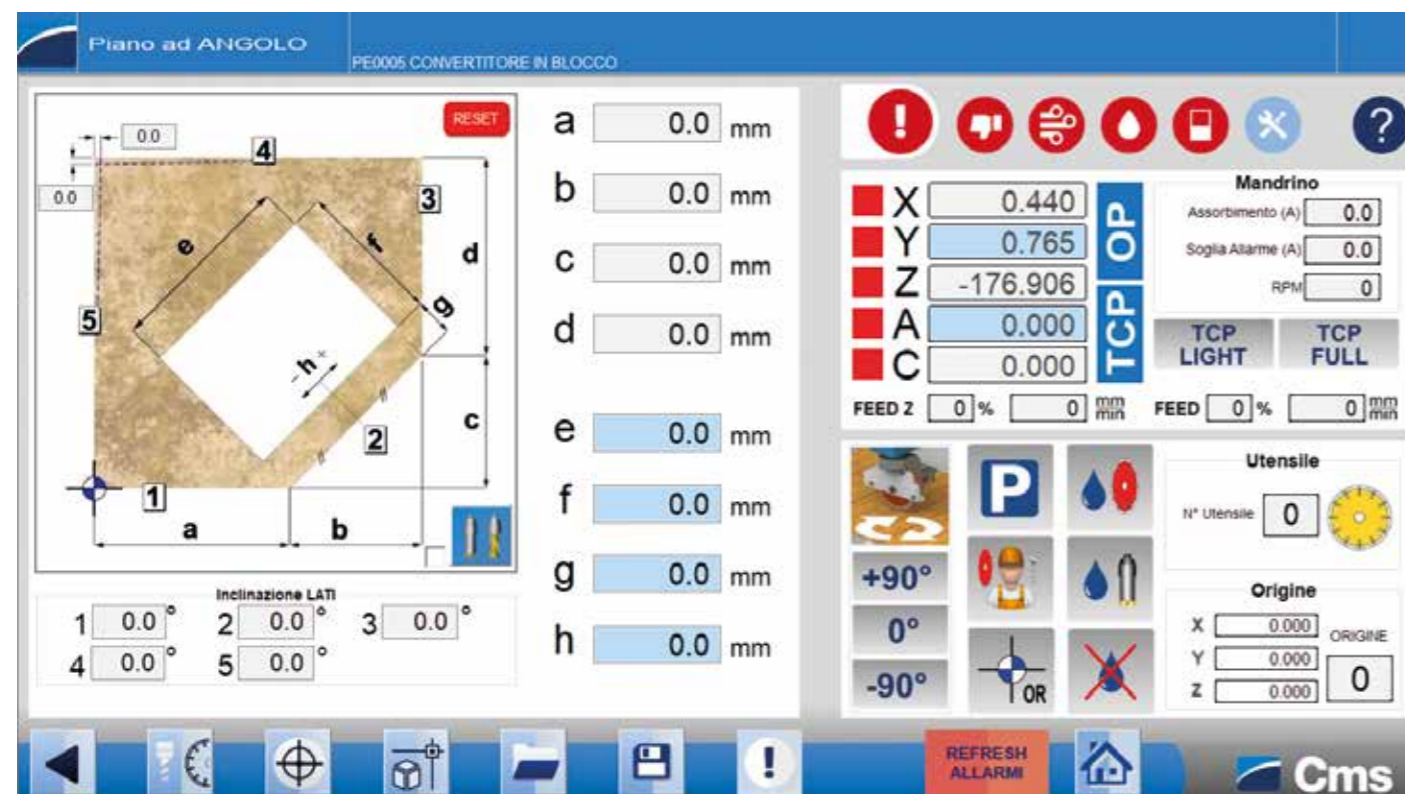 Piano ad ANGOLO
PE0005 CONVERTITORE IN BLOCCO
RESET
0.0
4
0.0
3
e
f
d
g
5
h
- ×
c
2
1
a
b
Inclinazione LATI
1 0.0 ° 2 0.0 ° 3 0.0 °
4 0.0 ° 5 0.0 °
a 0.0 mm
b 0.0 mm
c 0.0 mm
d 0.0 mm
e 0.0 mm
f 0.0 mm
g 0.0 mm
h 0.0 mm
! ?
X 0.440
Y 0.765
Z -176.906
A 0.000
C 0.000
OP
TCP
Mandrino
Assorbimento (A) 0.0
Soglia Allarme (A) 0.0
RPM 0
TCP LIGHT
TCP FULL
FEED Z 0 % 0 mm min
FEED 0 % 0 mm min
P
+90°
0°
-90°
OR
Utensile
N° Utensile 0
Origine
X 0.000
Y 0.000
Z 0.000
ORIGINE
0
!
REFRESH
ALLARMI
Cms